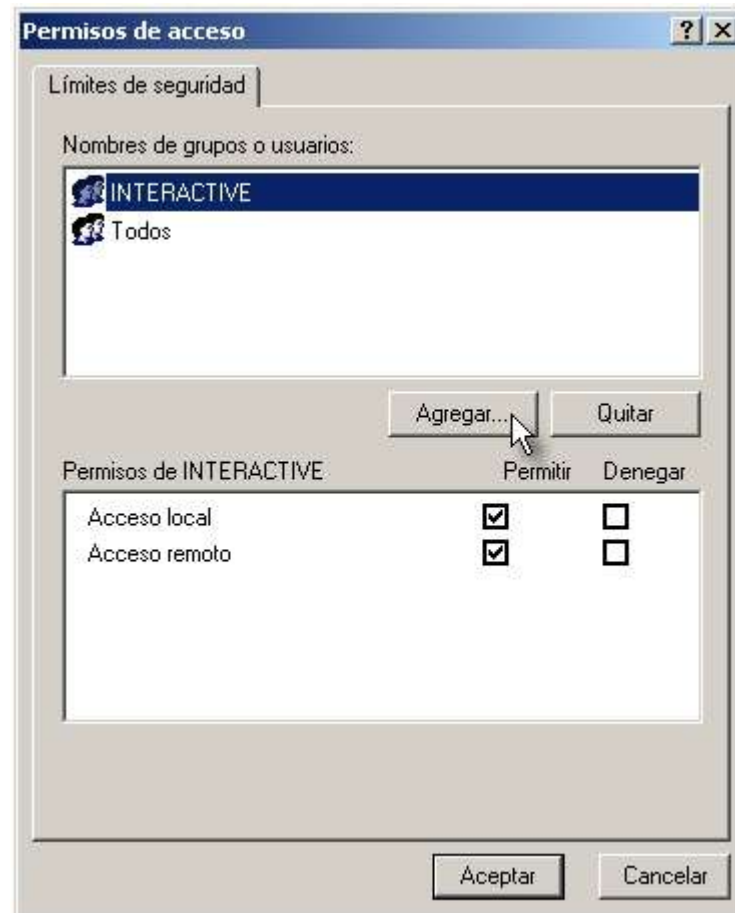 Permisos de acceso
Límites de seguridad
Nombres de grupos o usuarios:
INTERACTIVE
Todos
Agregar... Quitar
Permisos de INTERACTIVE Permitir Denegar
Acceso local
Acceso remoto
Aceptar Cancelar